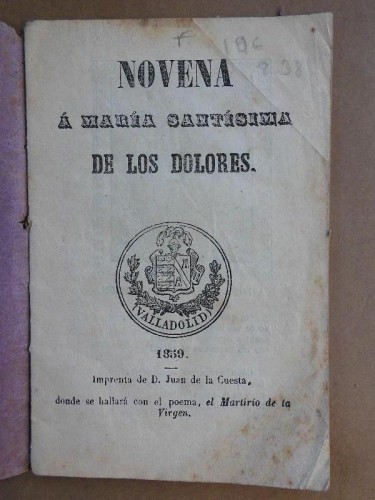 NOVENA
Á MARÍA SANTÍSIMA
DE LOS DOLORES.
VALLADOLID
1859.
Imprenta de D. Juan de la Cuesta,
donde se hallará con el poema, el Martirio de la
Virgen.